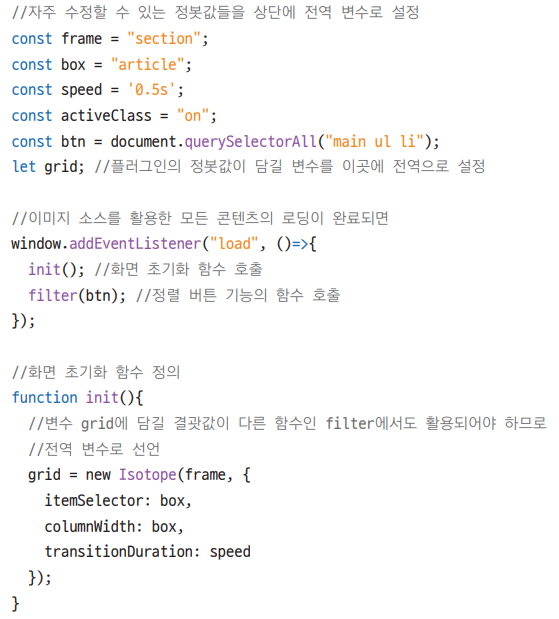 //자주 수정할 수 있는 정봇값들을 상단에 전역 변수로 설정
const frame = "section";
const box = "article";
const speed = '0.5s';
const activeClass = "on";
const btn = document.querySelectorAll("main ul li");
let grid; //플러그인의 정봇값이 담길 변수를 이곳에 전역으로 설정

//이미지 소스를 활용한 모든 콘텐츠의 로딩이 완료되면
window.addEventListener("load", ()=>{
  init(); //화면 초기화 함수 호출
  filter(btn); //정렬 버튼 기능의 함수 호출
});

//화면 초기화 함수 정의
function init(){
  //변수 grid에 담길 결괏값이 다른 함수인 filter에서도 활용되어야 하므로
  //전역 변수로 선언
  grid = new Isotope(frame, {
    itemSelector: box,
    columnWidth: box,
    transitionDuration: speed
  });
}